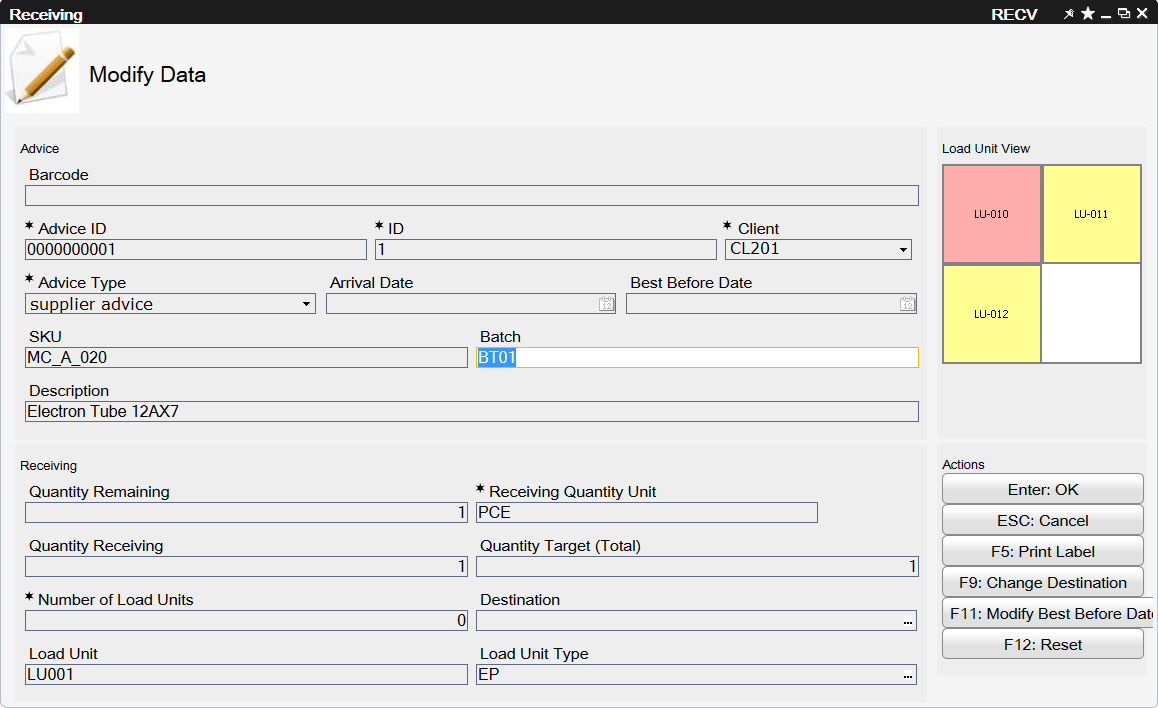 Receiving RECV
Modify Data
Advice
Barcode
* Advice ID * ID * Client
0000000001 1 CL201
* Advice Type Arrival Date Best Before Date
supplier advice 12 12
SKU Batch
MC_A_020 BT01
Description
Electron Tube 12AX7
Load Unit View
LU-010 LU-011
LU-012
Receiving
Quantity Remaining * Receiving Quantity Unit
1 PCE
Quantity Receiving Quantity Target (Total)
1 1
* Number of Load Units Destination
0 ...
Load Unit Load Unit Type
LU001 EP ...
Actions
Enter: OK
ESC: Cancel
F5: Print Label
F9: Change Destination
F11: Modify Best Before Date
F12: Reset